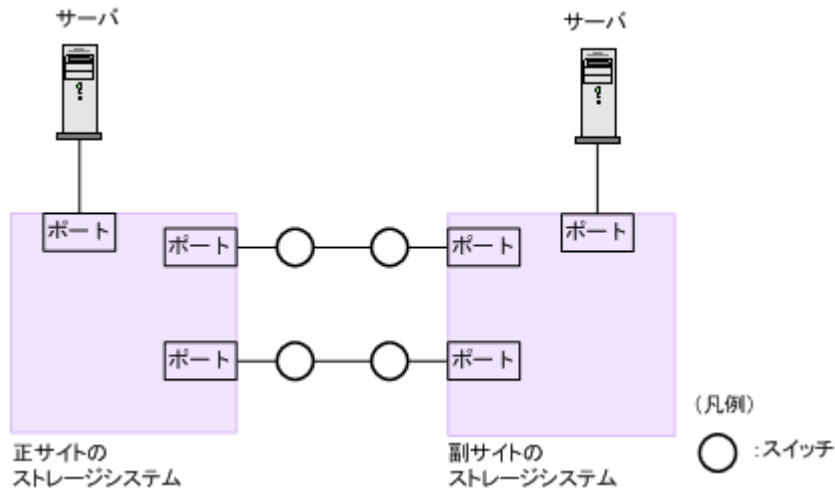 サーバ
サーバ
ポート
ポート
ポート
ポート
ポート
ポート
正サイトの
ストレージシステム
副サイトの
ストレージシステム
(凡例)
:スイッチ